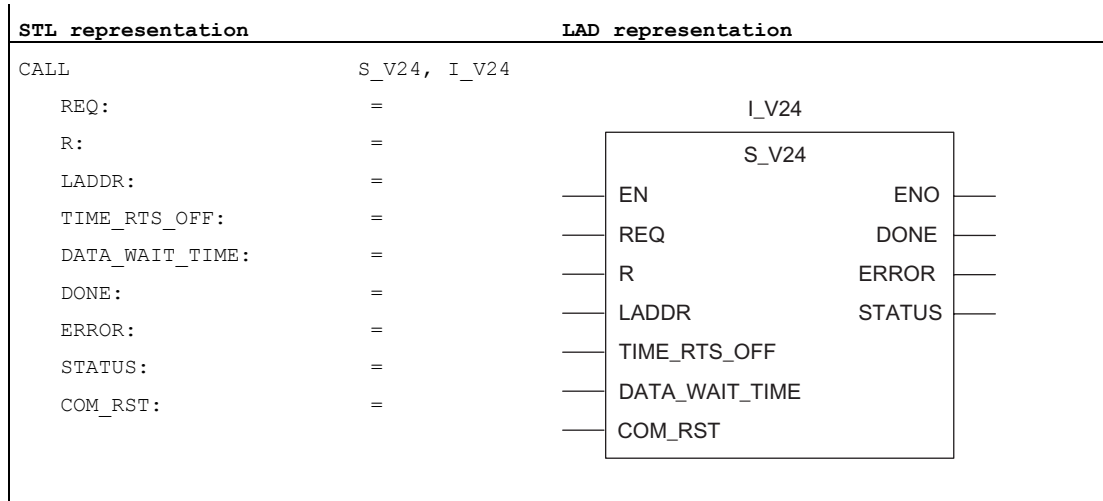 STL representation LAD representation
CALL S_V24, I_V24
REQ: =
R: =
LADDR: =
TIME_RTS_OFF: =
DATA_WAIT_TIME: =
DONE: =
ERROR: =
STATUS: =
COM_RST: =
I_V24
S_V24
EN ENO
REQ DONE
R ERROR
LADDR STATUS
TIME_RTS_OFF
DATA_WAIT_TIME
COM_RST